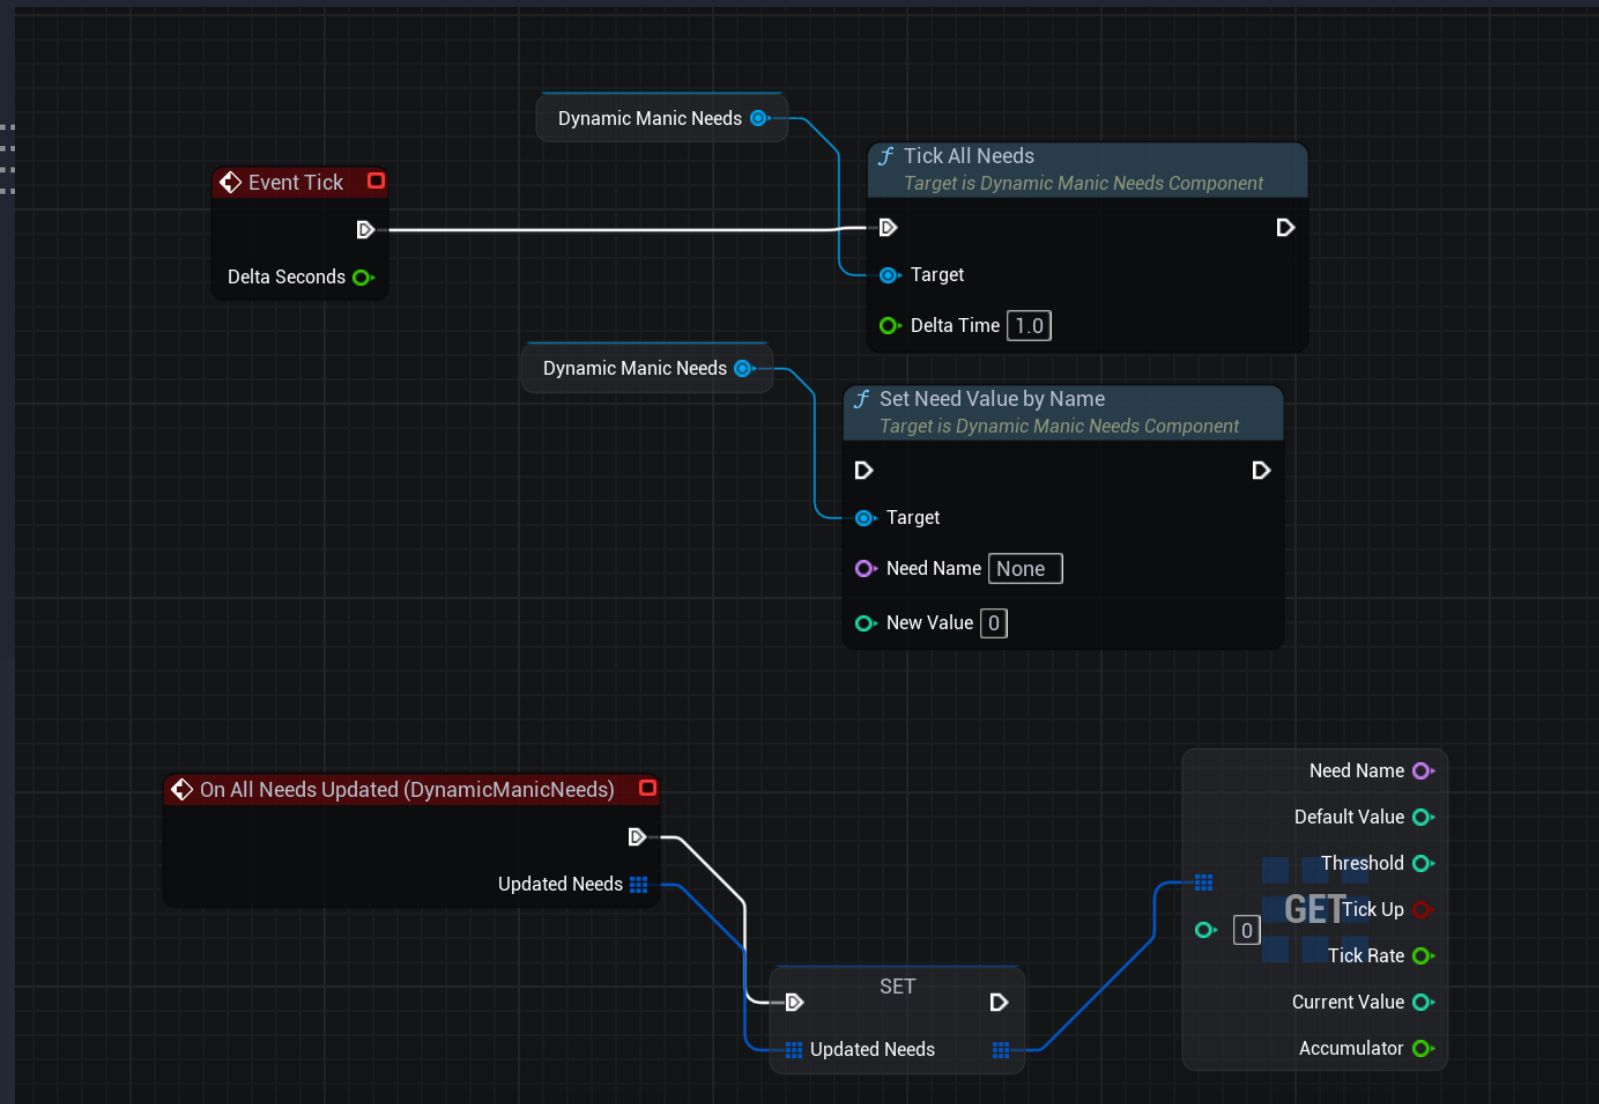 Dynamic Manic Needs
Event Tick
Delta Seconds
f Tick All Needs
Target is Dynamic Manic Needs Component
Target
Delta Time 1.0
Dynamic Manic Needs
f Set Need Value by Name
Target is Dynamic Manic Needs Component
Target
Need Name None
New Value 0
On All Needs Updated (DynamicManicNeeds)
Updated Needs
SET
Updated Needs
Need Name
Default Value
Threshold
0 GET Tick Up
Tick Rate
Current Value
Accumulator